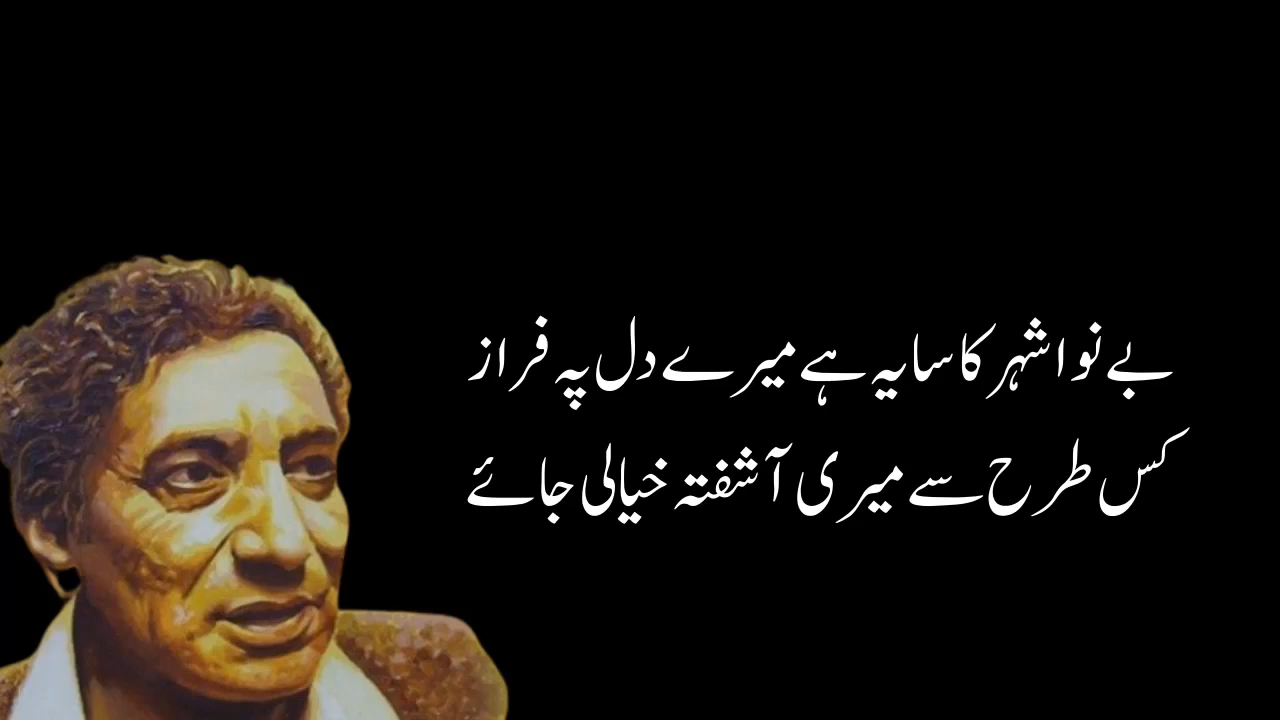 بے نوا شہر کا سایہ ہے میرے دل پہ فراز
کس طرح سے میری آشفتہ خیالی جائے